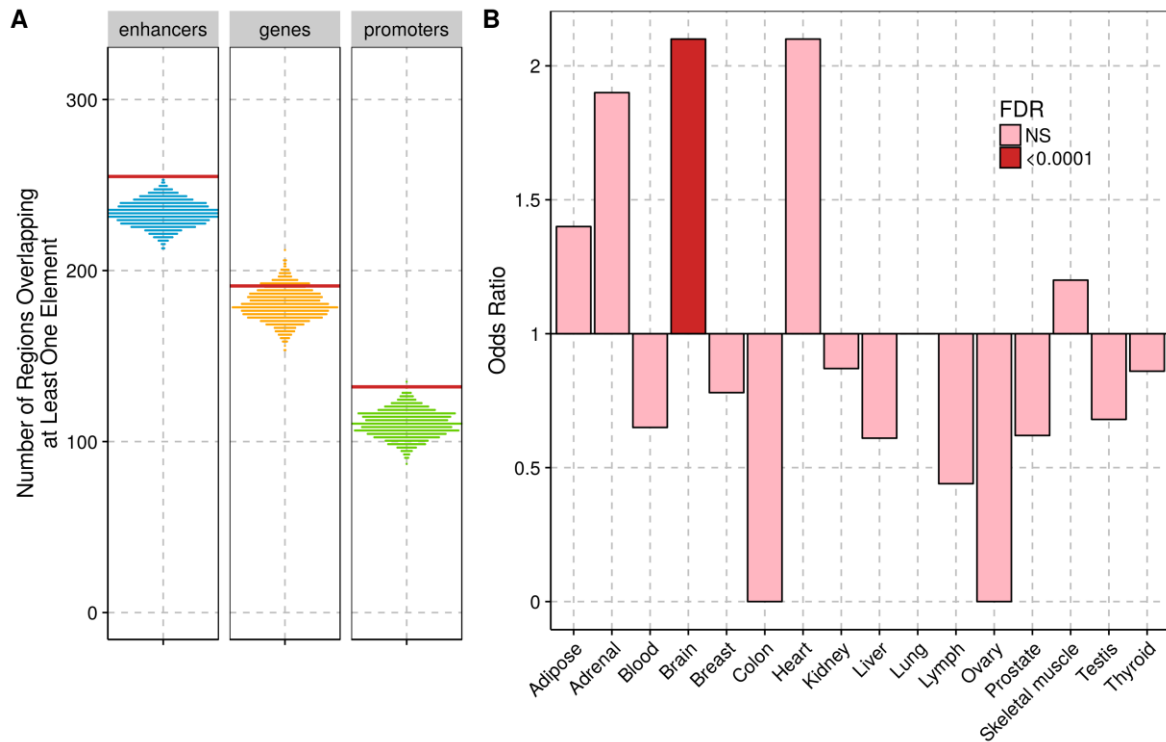 A
enhancers genes promoters
Number of Regions Overlapping
at Least One Element
300
200
100
0
B
Odds Ratio
2
1.5
1
0.5
0
FDR
NS
<0.0001
Adipose
Adrenal
Blood
Brain
Breast
Colon
Heart
Kidney
Liver
Lung
Lymph
Ovary
Prostate
Skeletal muscle
Testis
Thyroid